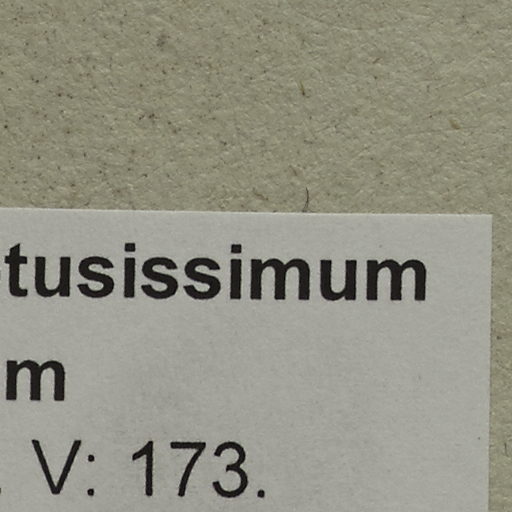 tusissimum
m
. V: 173.